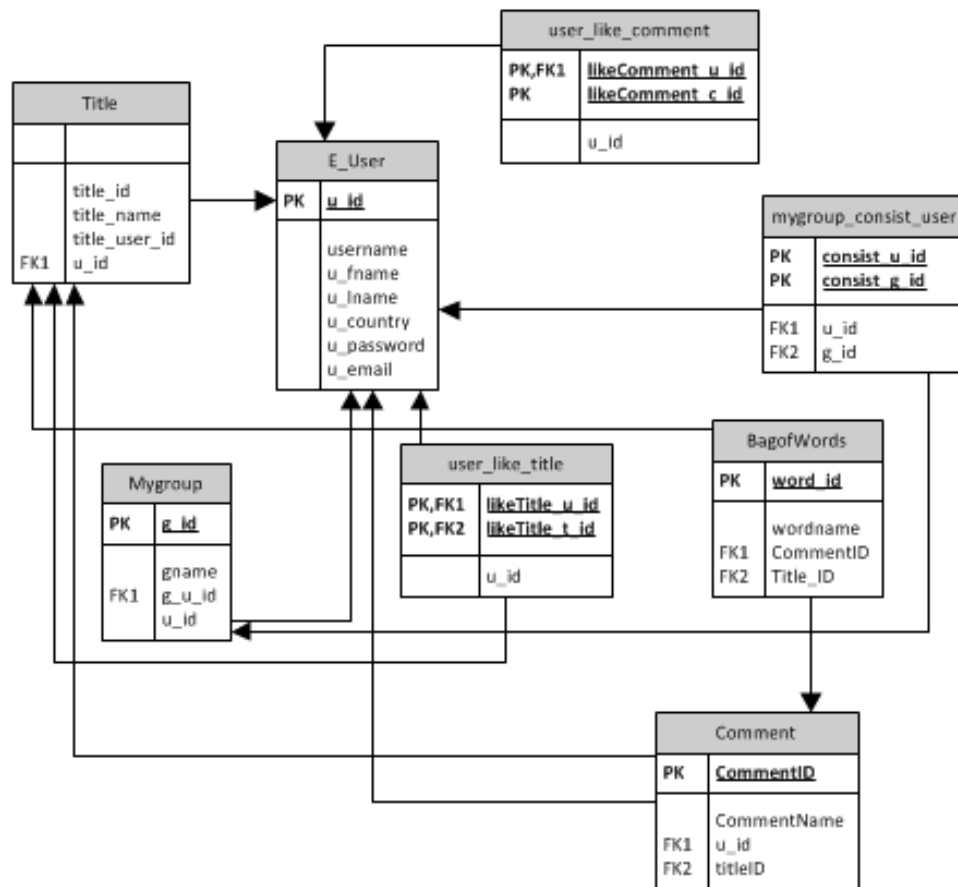 user_like_comment
PK,FK1 likeComment_u_id
PK likeComment_c_id
u_id
Title
title_id
title_name
title_user_id
FK1 u_id
E_User
PK u_id
username
u_fname
u_lname
u_country
u_password
u_email
mygroup_consist_user
PK consist_u_id
PK consist_g_id
FK1 u_id
FK2 g_id
Mygroup
PK g_id
gname
FK1 g_u_id
u_id
user_like_title
PK,FK1 likeTitle_u_id
PK,FK2 likeTitle_t_id
u_id
BagofWords
PK word_id
wordname
FK1 CommentID
FK2 Title_ID
Comment
PK CommentID
CommentName
FK1 u_id
FK2 titleID